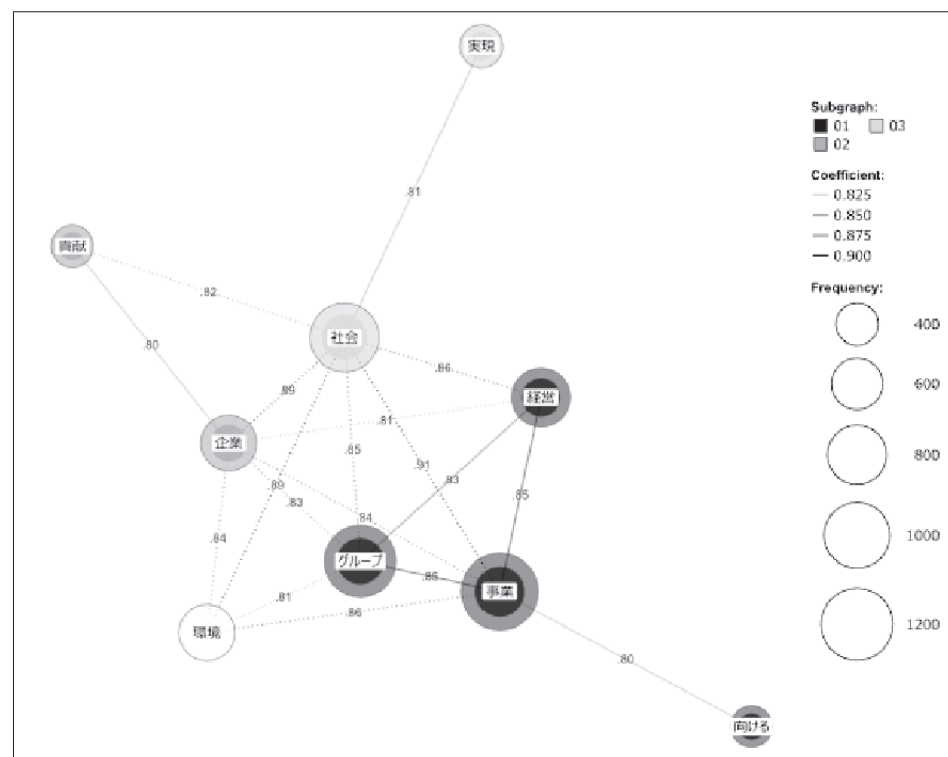 実現
Subgraph:
01 03
02
Coefficient:
0.825
0.850
0.875
0.900
Frequency:
400
600
800
1000
1200
.81
貢献
.82
.80
社会
.86
経営
.89
.81
企業
.85
.91
.83
.85
.89
.83
.84
.84
グループ
.85
事業
.81
.86
環境
.80
向ける